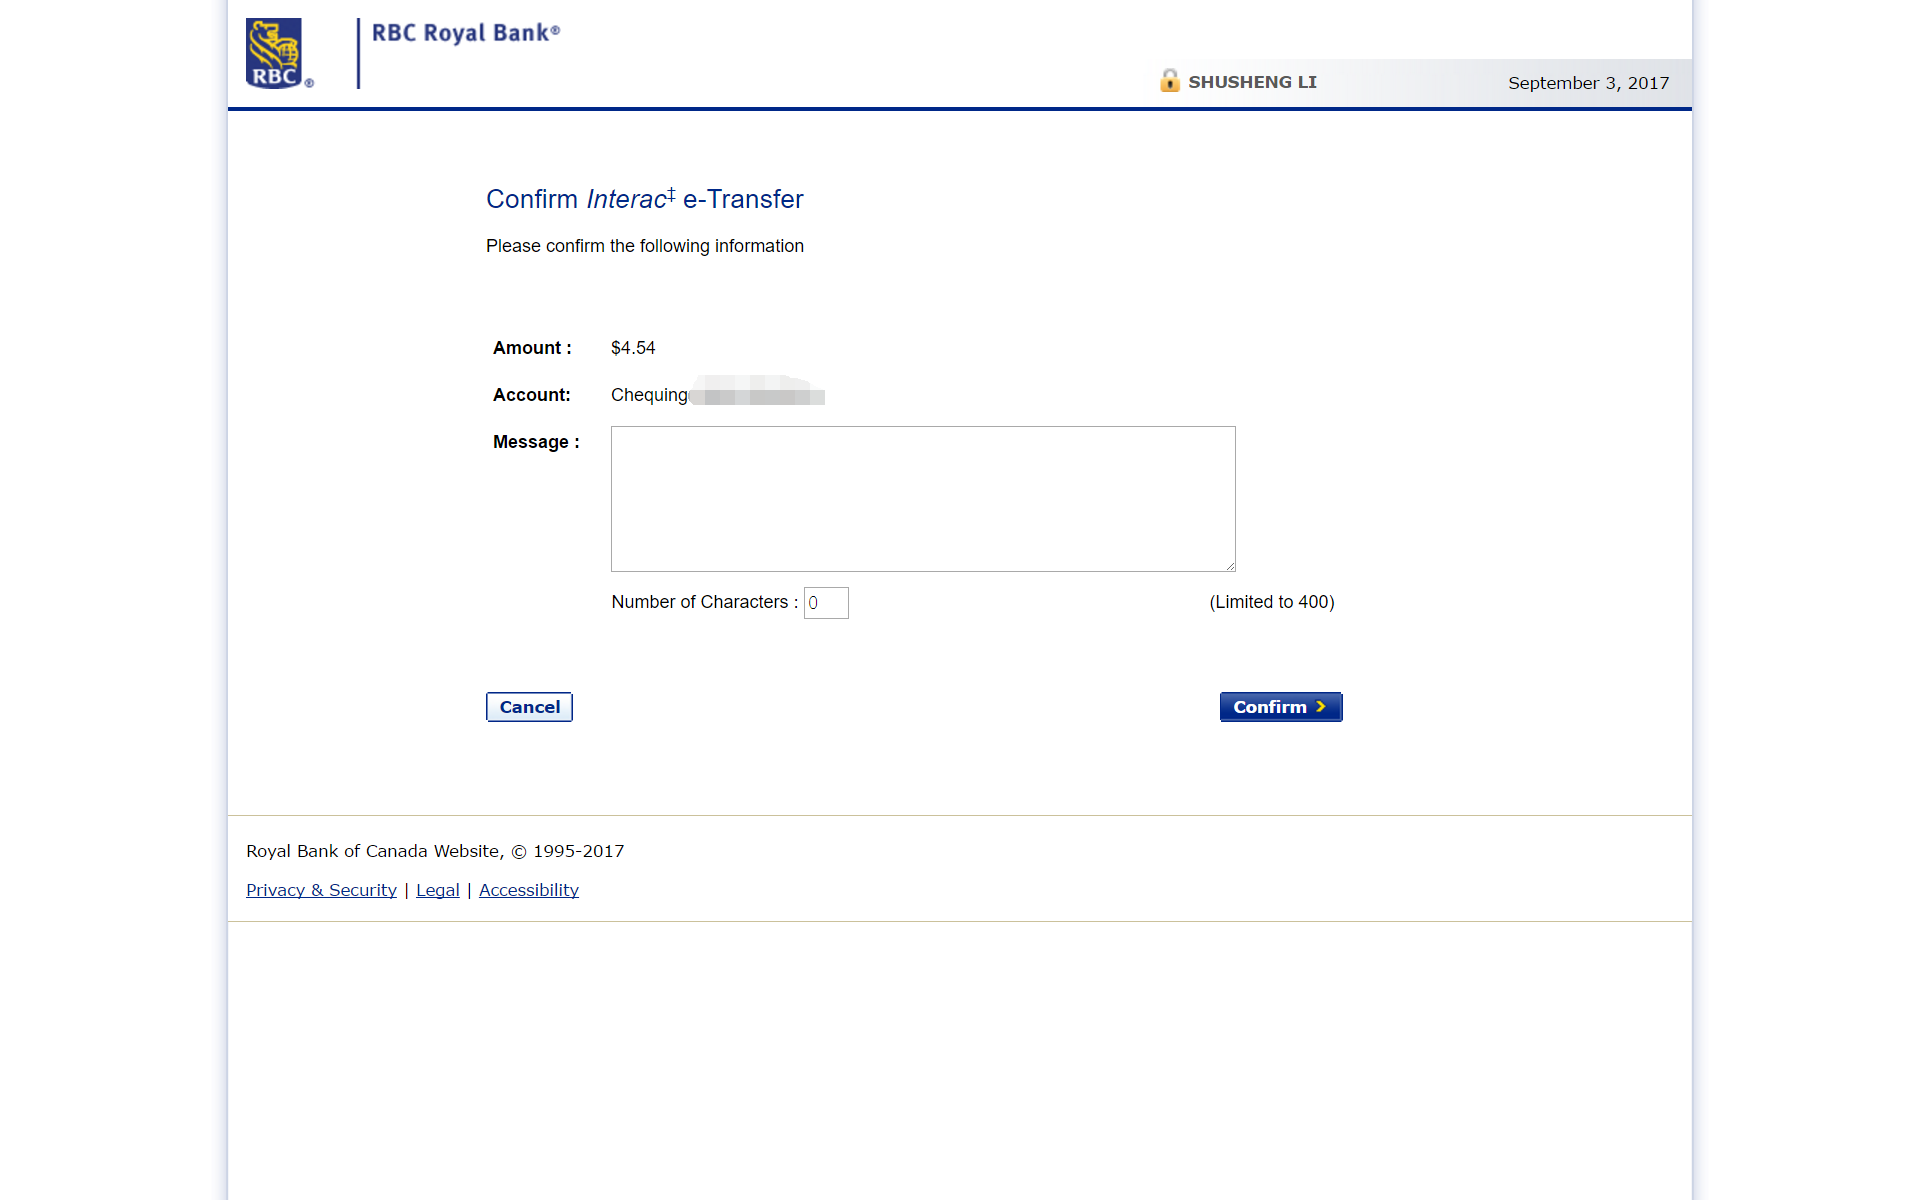 RBC ®
RBC Royal Bank®
SHUSHENG LI
September 3, 2017
Confirm Interac‡ e-Transfer
Please confirm the following information
Amount : $4.54
Account: Chequing
Message :
Number of Characters : 0 (Limited to 400)
Cancel
Confirm
Royal Bank of Canada Website, © 1995-2017
Privacy & Security | Legal | Accessibility